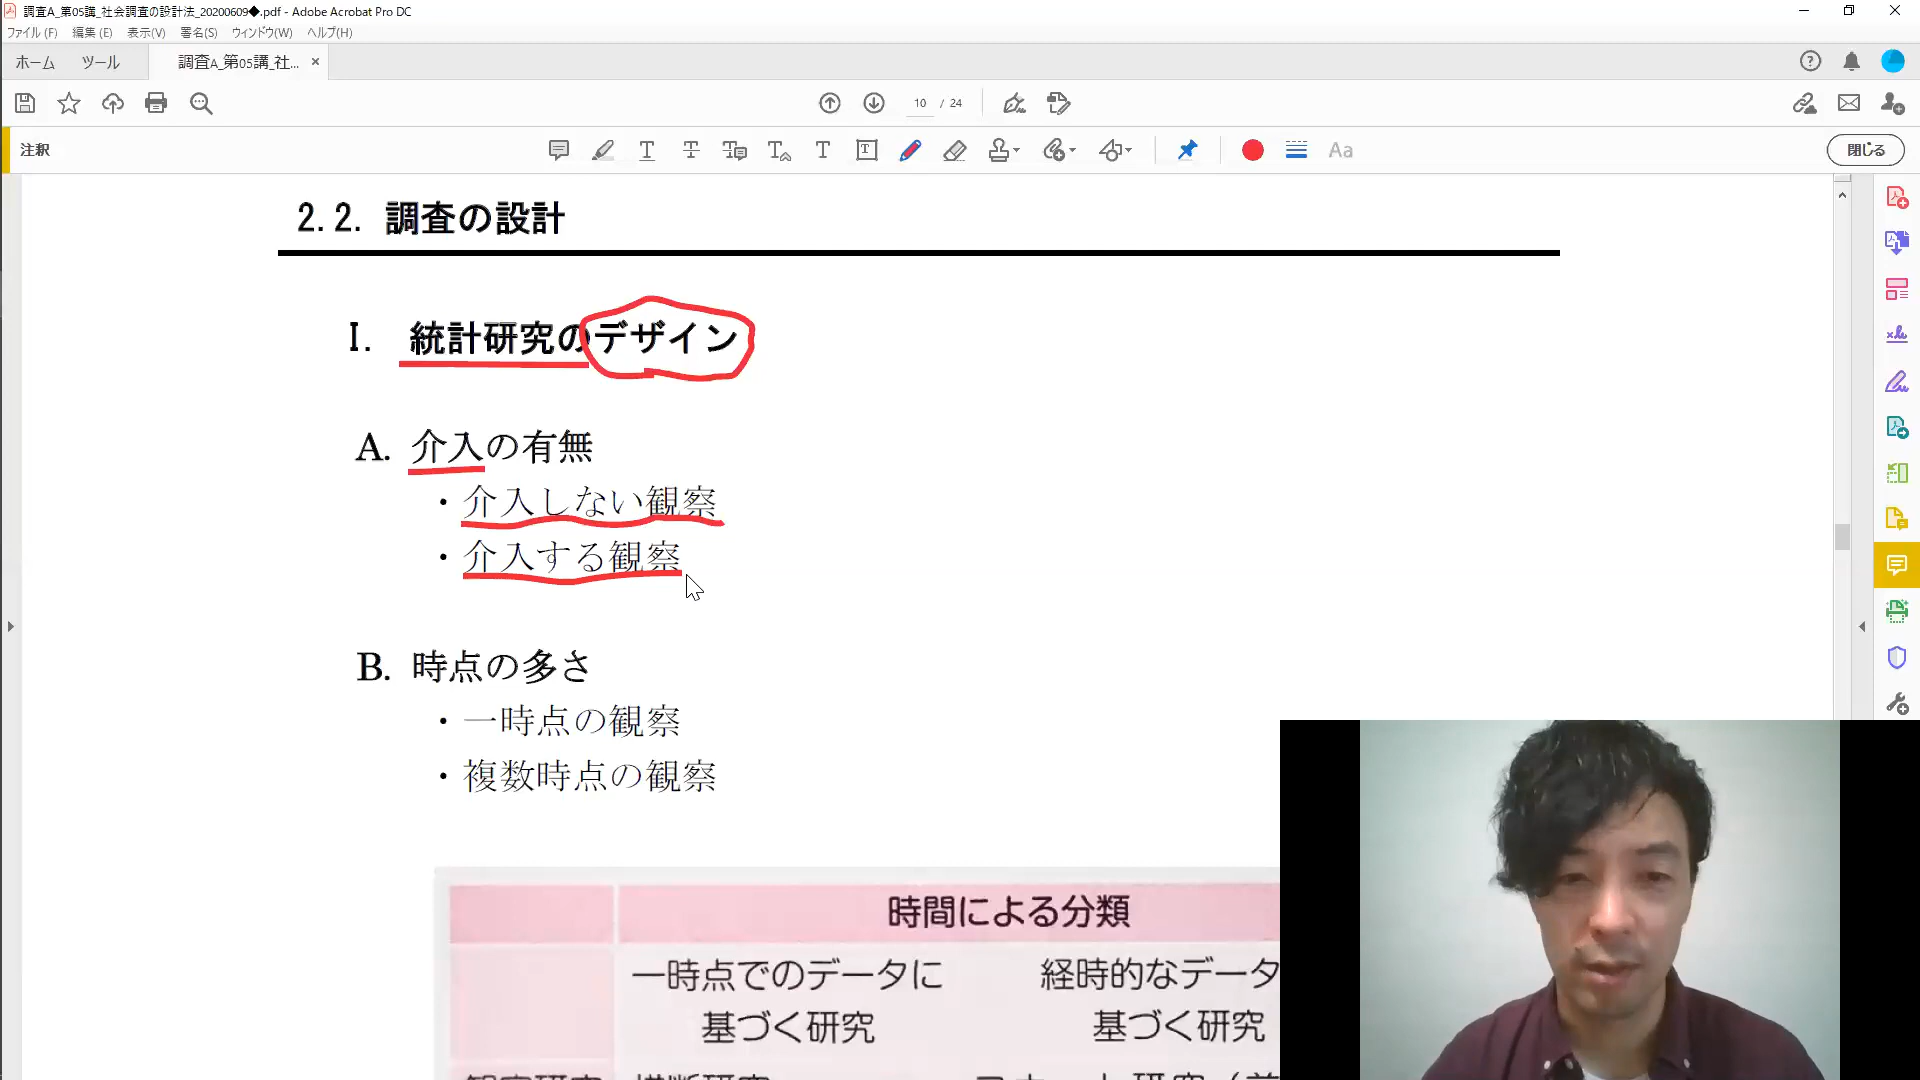 調査A_第05講_社会調査の設計法_20200609◆.pdf - Adobe Acrobat Pro DC
ファイル(F) 編集(E) 表示(V) 署名(S) ウィンドウ(W) ヘルプ(H)
ホーム ツール 調査A_第05講_社... ×
10 / 24
注釈 Aa 閉じる
2.2. 調査の設計
I. 統計研究のデザイン
A. 介入の有無
・介入しない観察
・介入する観察
B. 時点の多さ
・一時点の観察
・複数時点の観察
時間による分類
一時点でのデータに 経時的なデータ
基づく研究 基づく研究